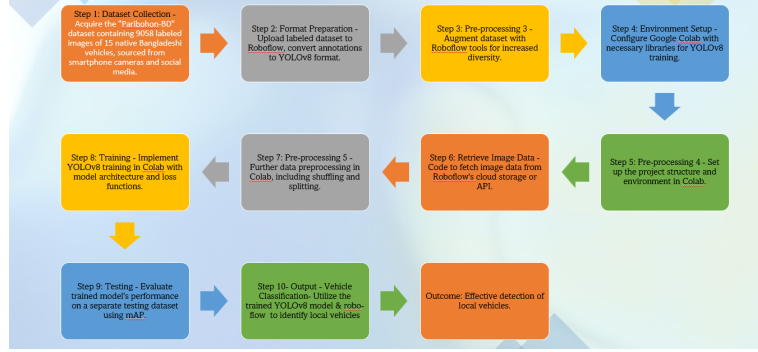 Step 1: Dataset Collection -
Acquire the "Paribohon-BD"
dataset containing 9058 labeled
images of 15 native Bangladeshi
vehicles, sourced from
smartphone cameras and social
media.
Step 2: Format Preparation -
Upload labeled dataset to
Roboflow, convert annotations
to YOLOv8 format.
Step 3: Pre-processing 3 -
Augment dataset with
Roboflow tools for increased
diversity.
Step 4: Environment Setup -
Configure Google Colab with
necessary libraries for YOLOv8
training.
Step 8: Training - Implement
YOLOv8 training in Colab with
model architecture and loss
functions.
Step 7: Pre-processing 5 -
Further data preprocessing in
Colab, including shuffling and
splitting.
Step 6: Retrieve Image Data -
Code to fetch image data from
Roboflow's cloud storage or
API.
Step 5: Pre-processing 4 - Set
up the project structure and
environment in Colab.
Step 9: Testing - Evaluate
trained model's performance
on a separate testing dataset
using mAP.
Step 10- Output - Vehicle
Classification- Utilize the
trained YOLOv8 model & robo-
flow to identify local vehicles
Outcome: Effective detection of
local vehicles.